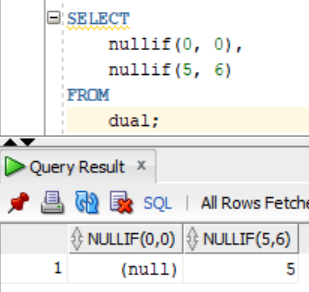 SELECT
nullif(0, 0),
nullif(5, 6)
FROM
dual;
Query Result x
SQL | All Rows Fetche
NULLIF(0,0) NULLIF(5,6)
1 (null) 5